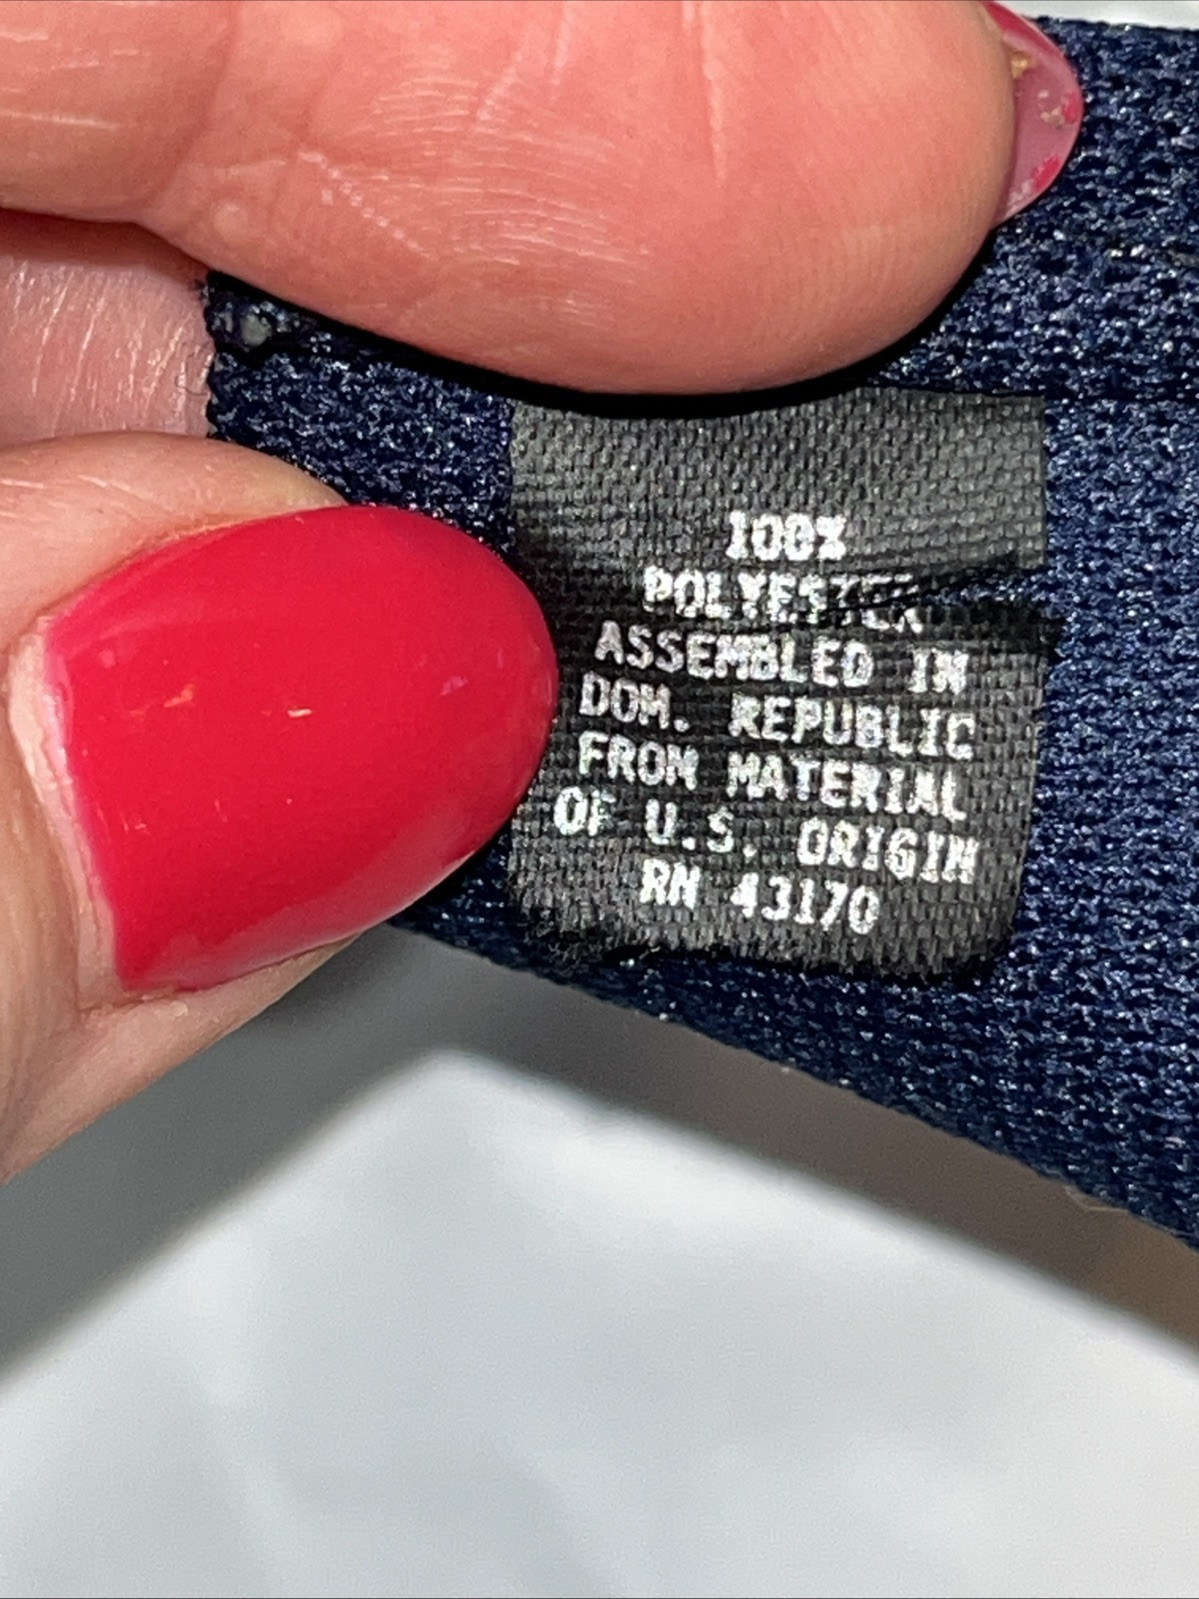 100%
POLYESTER
ASSEMBLED IN
DOM. REPUBLIC
FROM MATERIAL
OF U.S. ORIGIN
RN 43170